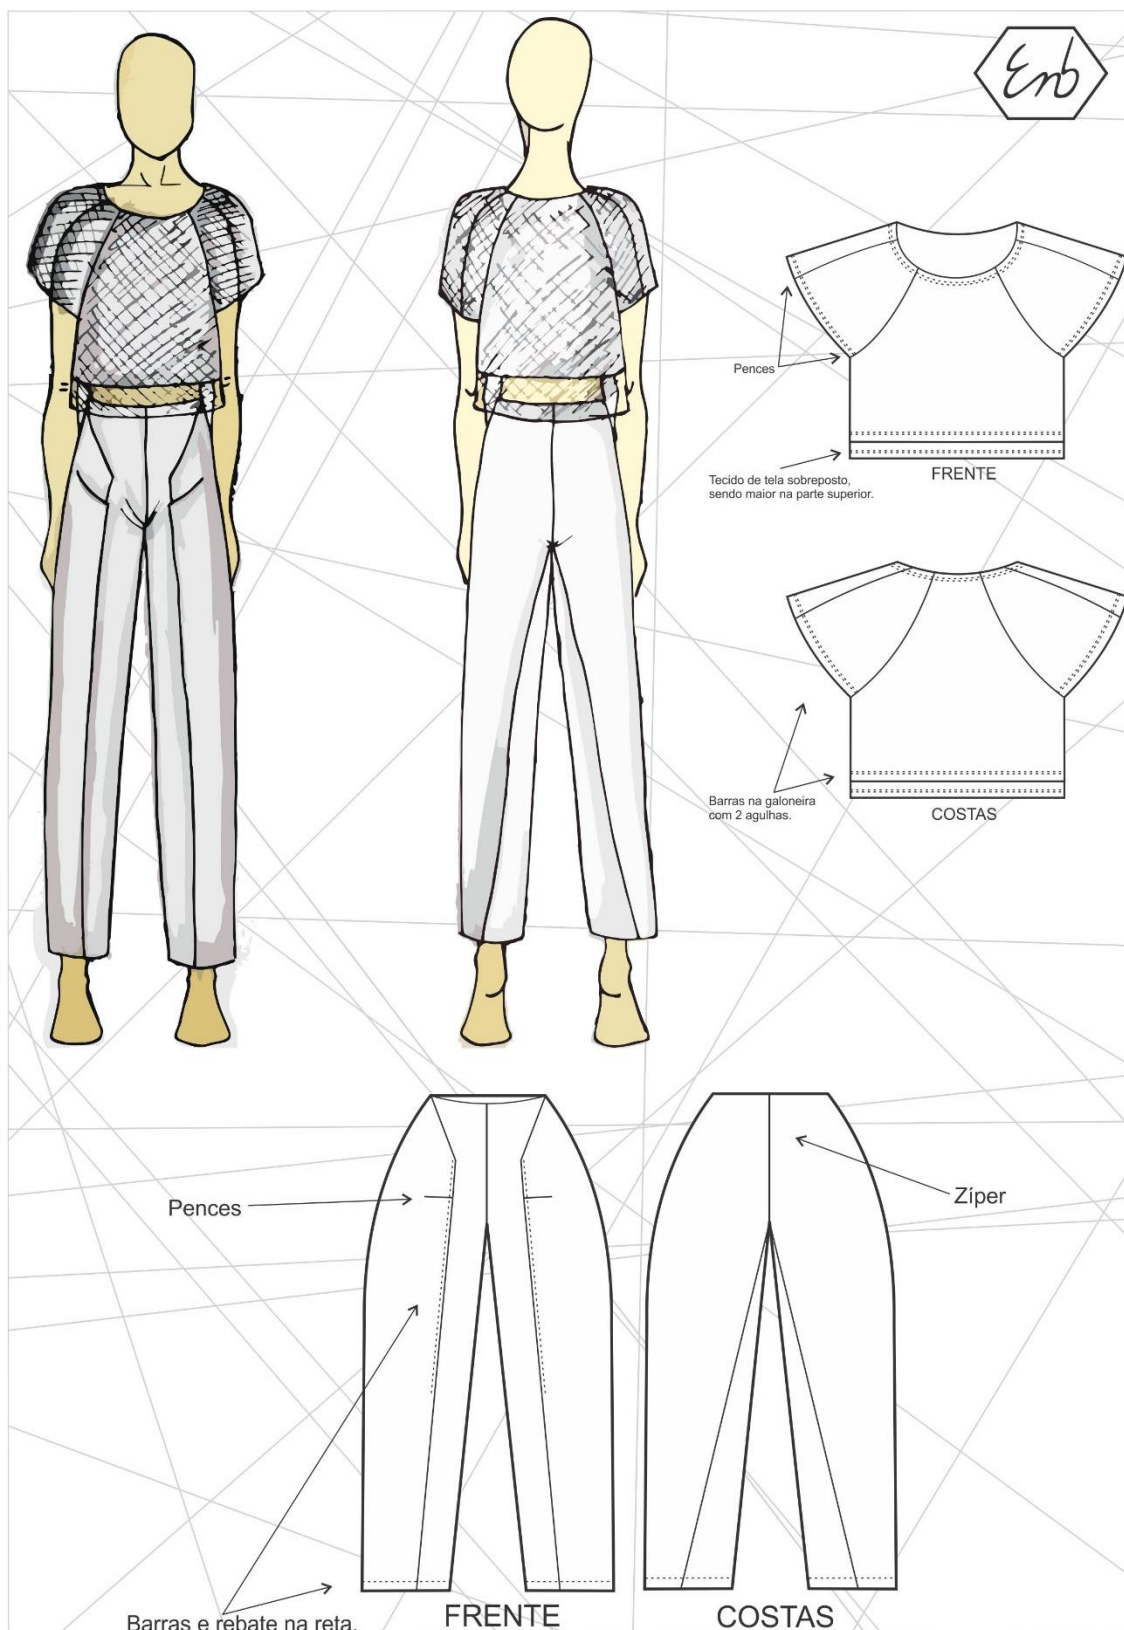 Enb
Pences
Tecido de tela sobreposto,
sendo maior na parte superior.
FRENTE
Barras na galoneira
com 2 agulhas.
COSTAS
Pences
Zíper
Barras e rebate na reta.
FRENTE
COSTAS